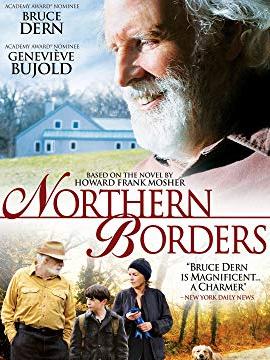 ACADEMY AWARD® NOMINEE
BRUCE
DERN
ACADEMY AWARD® NOMINEE
GENEVIÈVE
BUJOLD
BASED ON THE NOVEL BY
HOWARD FRANK MOSHER
NORTHERN
BORDERS
"BRUCE DERN
IS MAGNIFICENT...
A CHARMER"
~NEW YORK DAILY NEWS